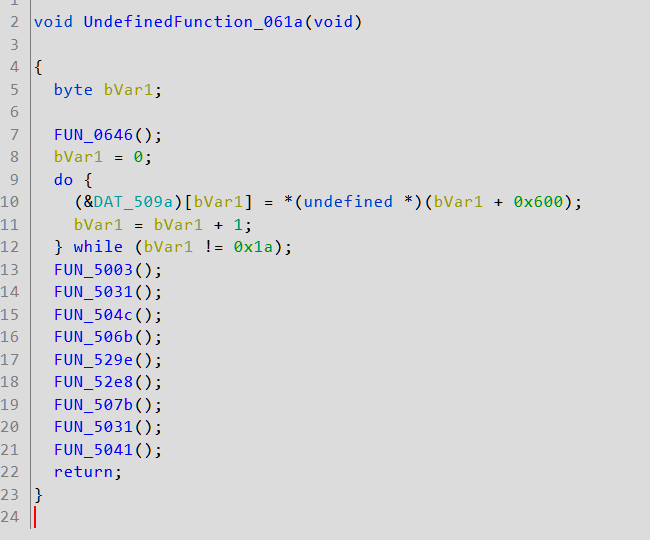 1
2 void UndefinedFunction_061a(void)
3
4 {
5 byte bVar1;
6
7 FUN_0646();
8 bVar1 = 0;
9 do {
10 (&DAT_509a)[bVar1] = *(undefined *)(bVar1 + 0x600);
11 bVar1 = bVar1 + 1;
12 } while (bVar1 != 0x1a);
13 FUN_5003();
14 FUN_5031();
15 FUN_504c();
16 FUN_506b();
17 FUN_529e();
18 FUN_52e8();
19 FUN_507b();
20 FUN_5031();
21 FUN_5041();
22 return;
23 }
24